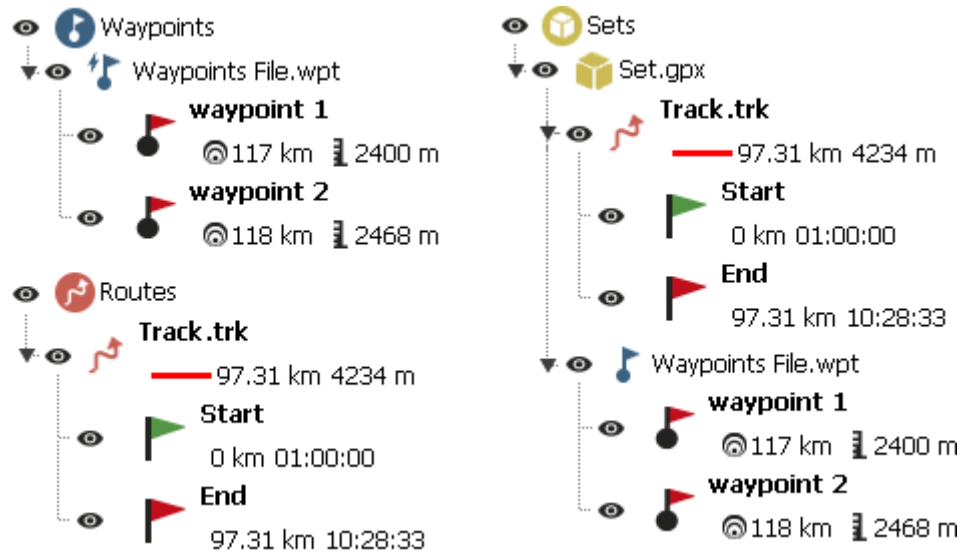 Waypoints
Waypoints File.wpt
waypoint 1
117 km 2400 m
waypoint 2
118 km 2468 m
Routes
Track.trk
97.31 km 4234 m
Start
0 km 01:00:00
End
97.31 km 10:28:33
Sets
Set.gpx
Track.trk
97.31 km 4234 m
Start
0 km 01:00:00
End
97.31 km 10:28:33
Waypoints File.wpt
waypoint 1
117 km 2400 m
waypoint 2
118 km 2468 m